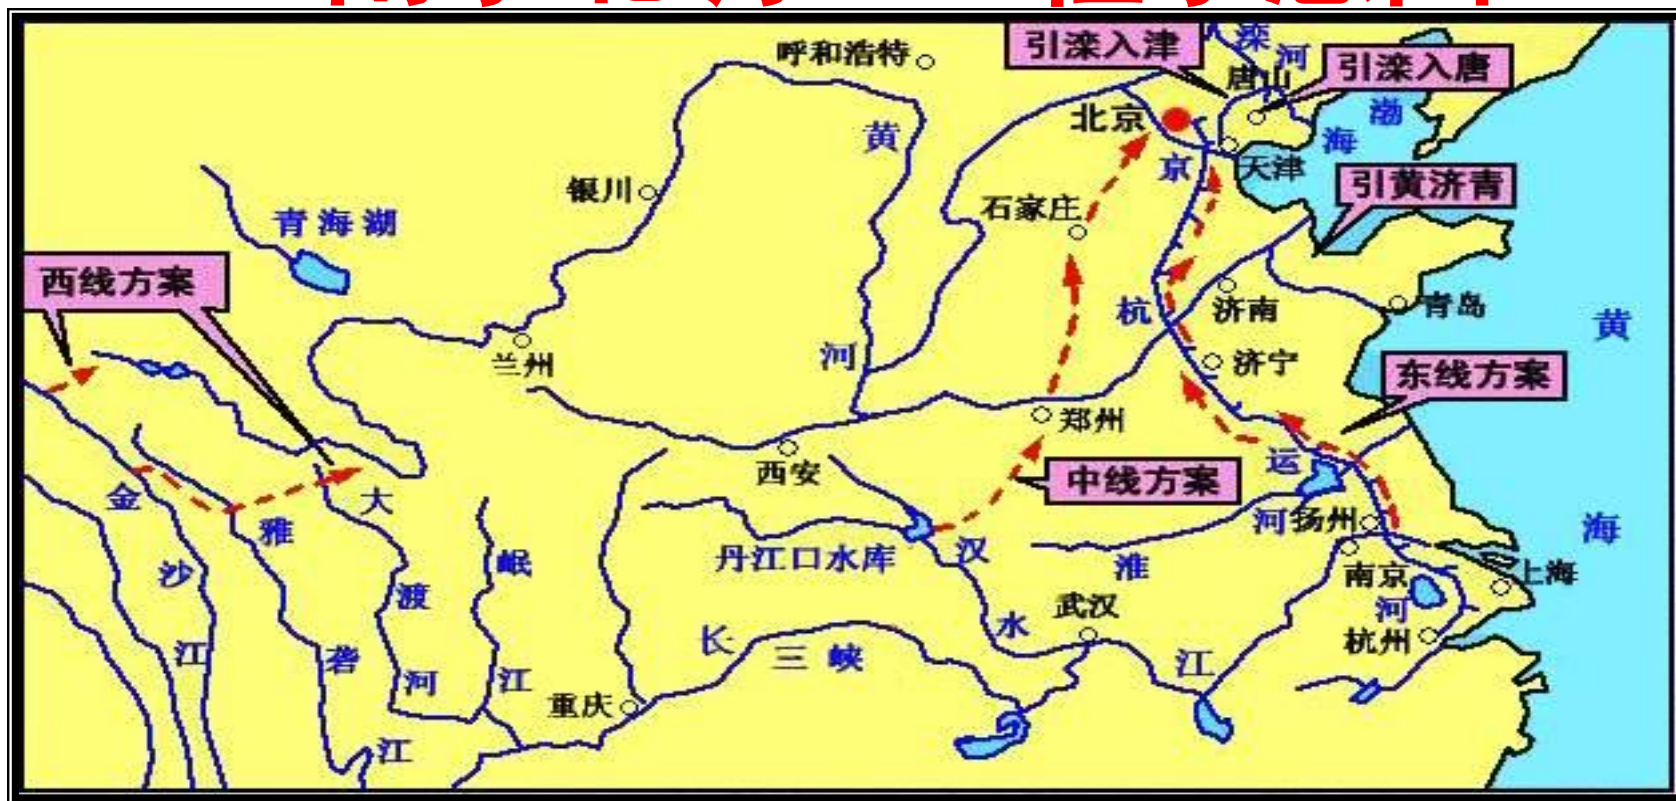 引滦入津
滦河
呼和浩特
唐山
引滦入唐
渤海
北京
黄
京
天津
银川
引黄济青
石家庄
青海湖
西线方案
济南
青岛
杭
黄
河
兰州
济宁
东线方案
郑州
西安
运
中线方案
金
大
雅
河
扬州
海
丹江口水库
汉
岷
淮
沙
南京
上海
渡
武汉
河
水
长
杭州
江
砻
三峡
江
河
江
重庆
江